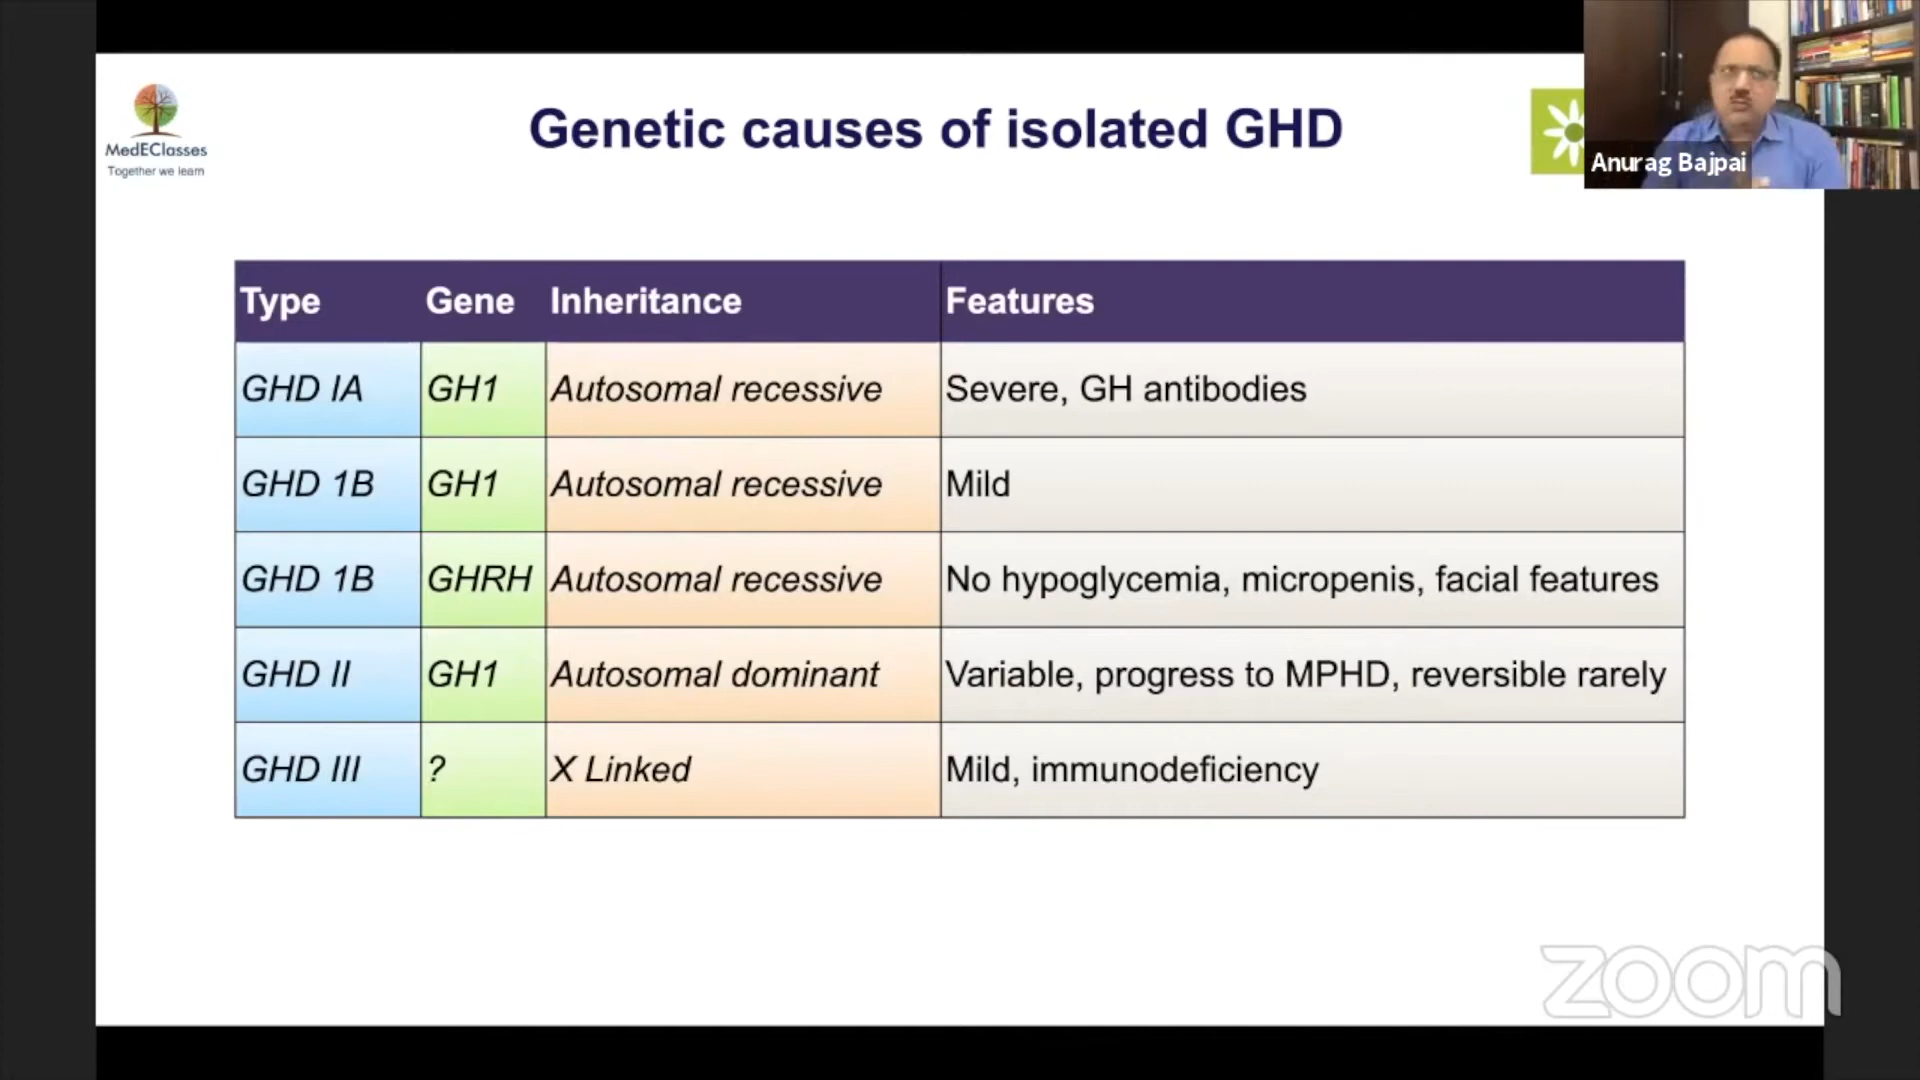 MedEClasses
Together we learn
Genetic causes of isolated GHD
Anurag Bajpai
Type Gene Inheritance Features
GHD IA GH1 Autosomal recessive Severe, GH antibodies
GHD 1B GH1 Autosomal recessive Mild
GHD 1B GHRH Autosomal recessive No hypoglycemia, micropenis, facial features
GHD II GH1 Autosomal dominant Variable, progress to MPHD, reversible rarely
GHD III ? X Linked Mild, immunodeficiency
zoom